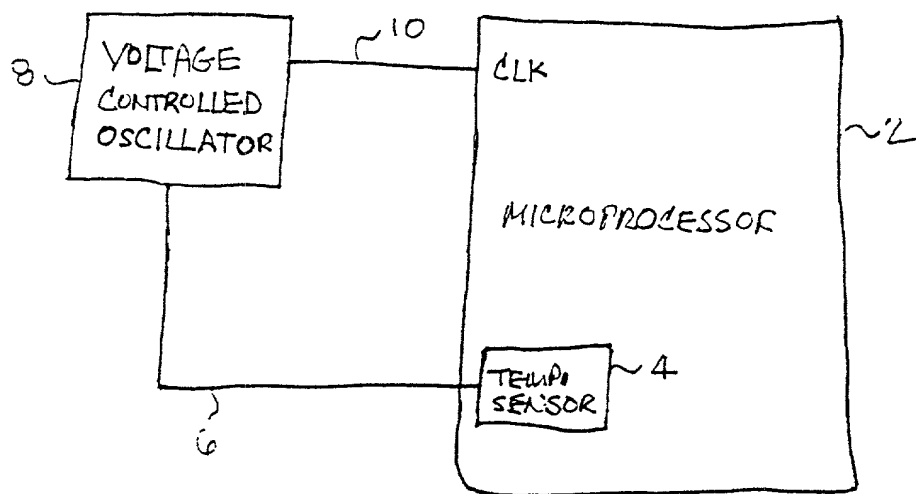 10
8
VOLTAGE
CONTROLLED
OSCILLATOR
CLK
2
MICROPROCESSOR
4
TEMP.
SENSOR
6